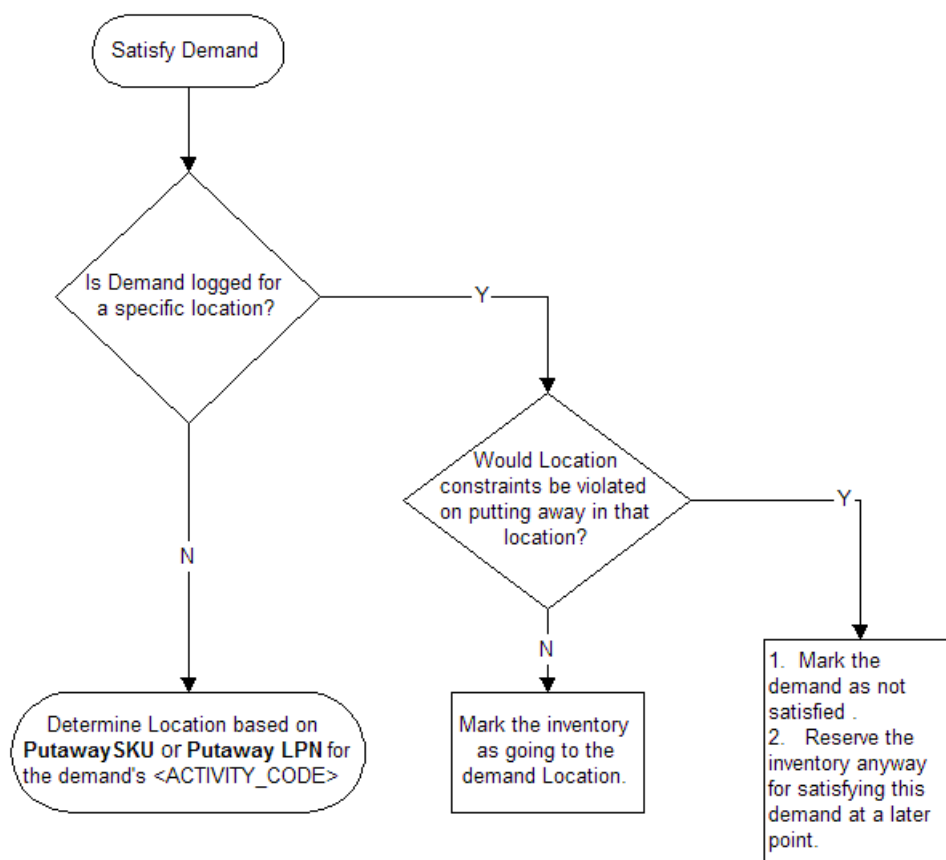 Satisfy Demand
Is Demand logged for
a specific location?
Y
Would Location
constraints be violated
on putting away in that
location?
Y
N
N
Determine Location based on
PutawaySKU or Putaway LPN for
the demand's <ACTIVITY_CODE>
Mark the inventory
as going to the
demand Location.
1. Mark the
demand as not
satisfied .
2. Reserve the
inventory anyway
for satisfying this
demand at a later
point.